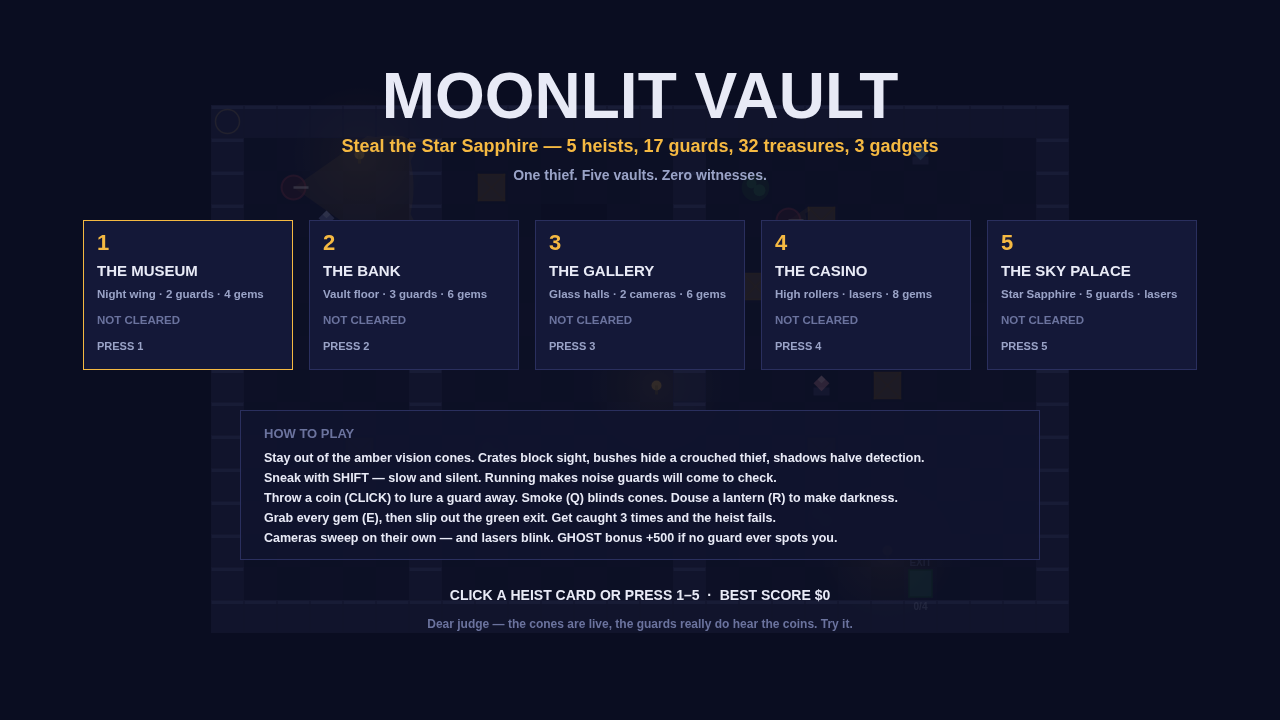 MOONLIT VAULT
Steal the Star Sapphire — 5 heists, 17 guards, 32 treasures, 3 gadgets
One thief. Five vaults. Zero witnesses.
1
THE MUSEUM
Night wing · 2 guards · 4 gems
NOT CLEARED
PRESS 1
2
THE BANK
Vault floor · 3 guards · 6 gems
NOT CLEARED
PRESS 2
3
THE GALLERY
Glass halls · 2 cameras · 6 gems
NOT CLEARED
PRESS 3
4
THE CASINO
High rollers · lasers · 8 gems
NOT CLEARED
PRESS 4
5
THE SKY PALACE
Star Sapphire · 5 guards · lasers
NOT CLEARED
PRESS 5
HOW TO PLAY
Stay out of the amber vision cones. Crates block sight, bushes hide a crouched thief, shadows halve detection.
Sneak with SHIFT — slow and silent. Running makes noise guards will come to check.
Throw a coin (CLICK) to lure a guard away. Smoke (Q) blinds cones. Douse a lantern (R) to make darkness.
Grab every gem (E), then slip out the green exit. Get caught 3 times and the heist fails.
Cameras sweep on their own — and lasers blink. GHOST bonus +500 if no guard ever spots you.
EXIT
0/4
CLICK A HEIST CARD OR PRESS 1–5 · BEST SCORE $0
Dear judge — the cones are live, the guards really do hear the coins. Try it.